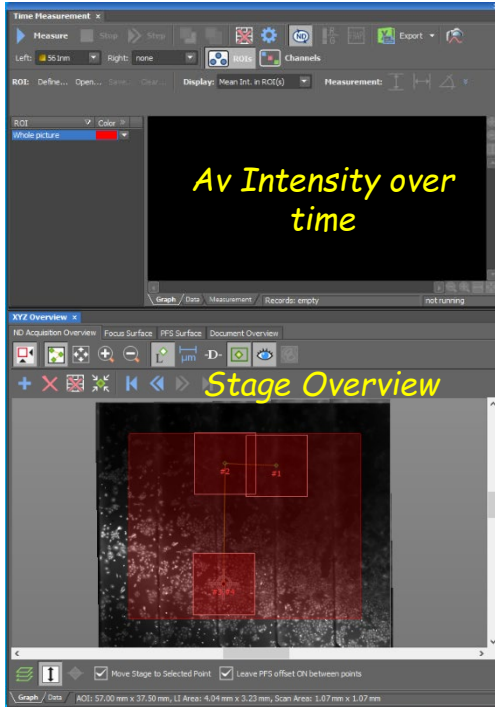 Time Measurement ×
Measure Stop Step ND FRAP Export
Left: 561nm Right: none ROIs Channels
ROI: Define... Open... Save... Clear... Display: Mean Int. in ROI(s) Measurement:
ROI Color
Whole picture
Av Intensity over
time
Graph Data Measurement Records: empty not running
XYZ Overview ×
ND Acquisition Overview Focus Surface PFS Surface Document Overview
µm -D-
Stage Overview
#2 #1
Move Stage to Selected Point Leave PFS offset ON between points
Graph Data AOI: 57.00 mm x 37.50 mm, LI Area: 4.04 mm x 3.23 mm, Scan Area: 1.07 mm x 1.07 mm